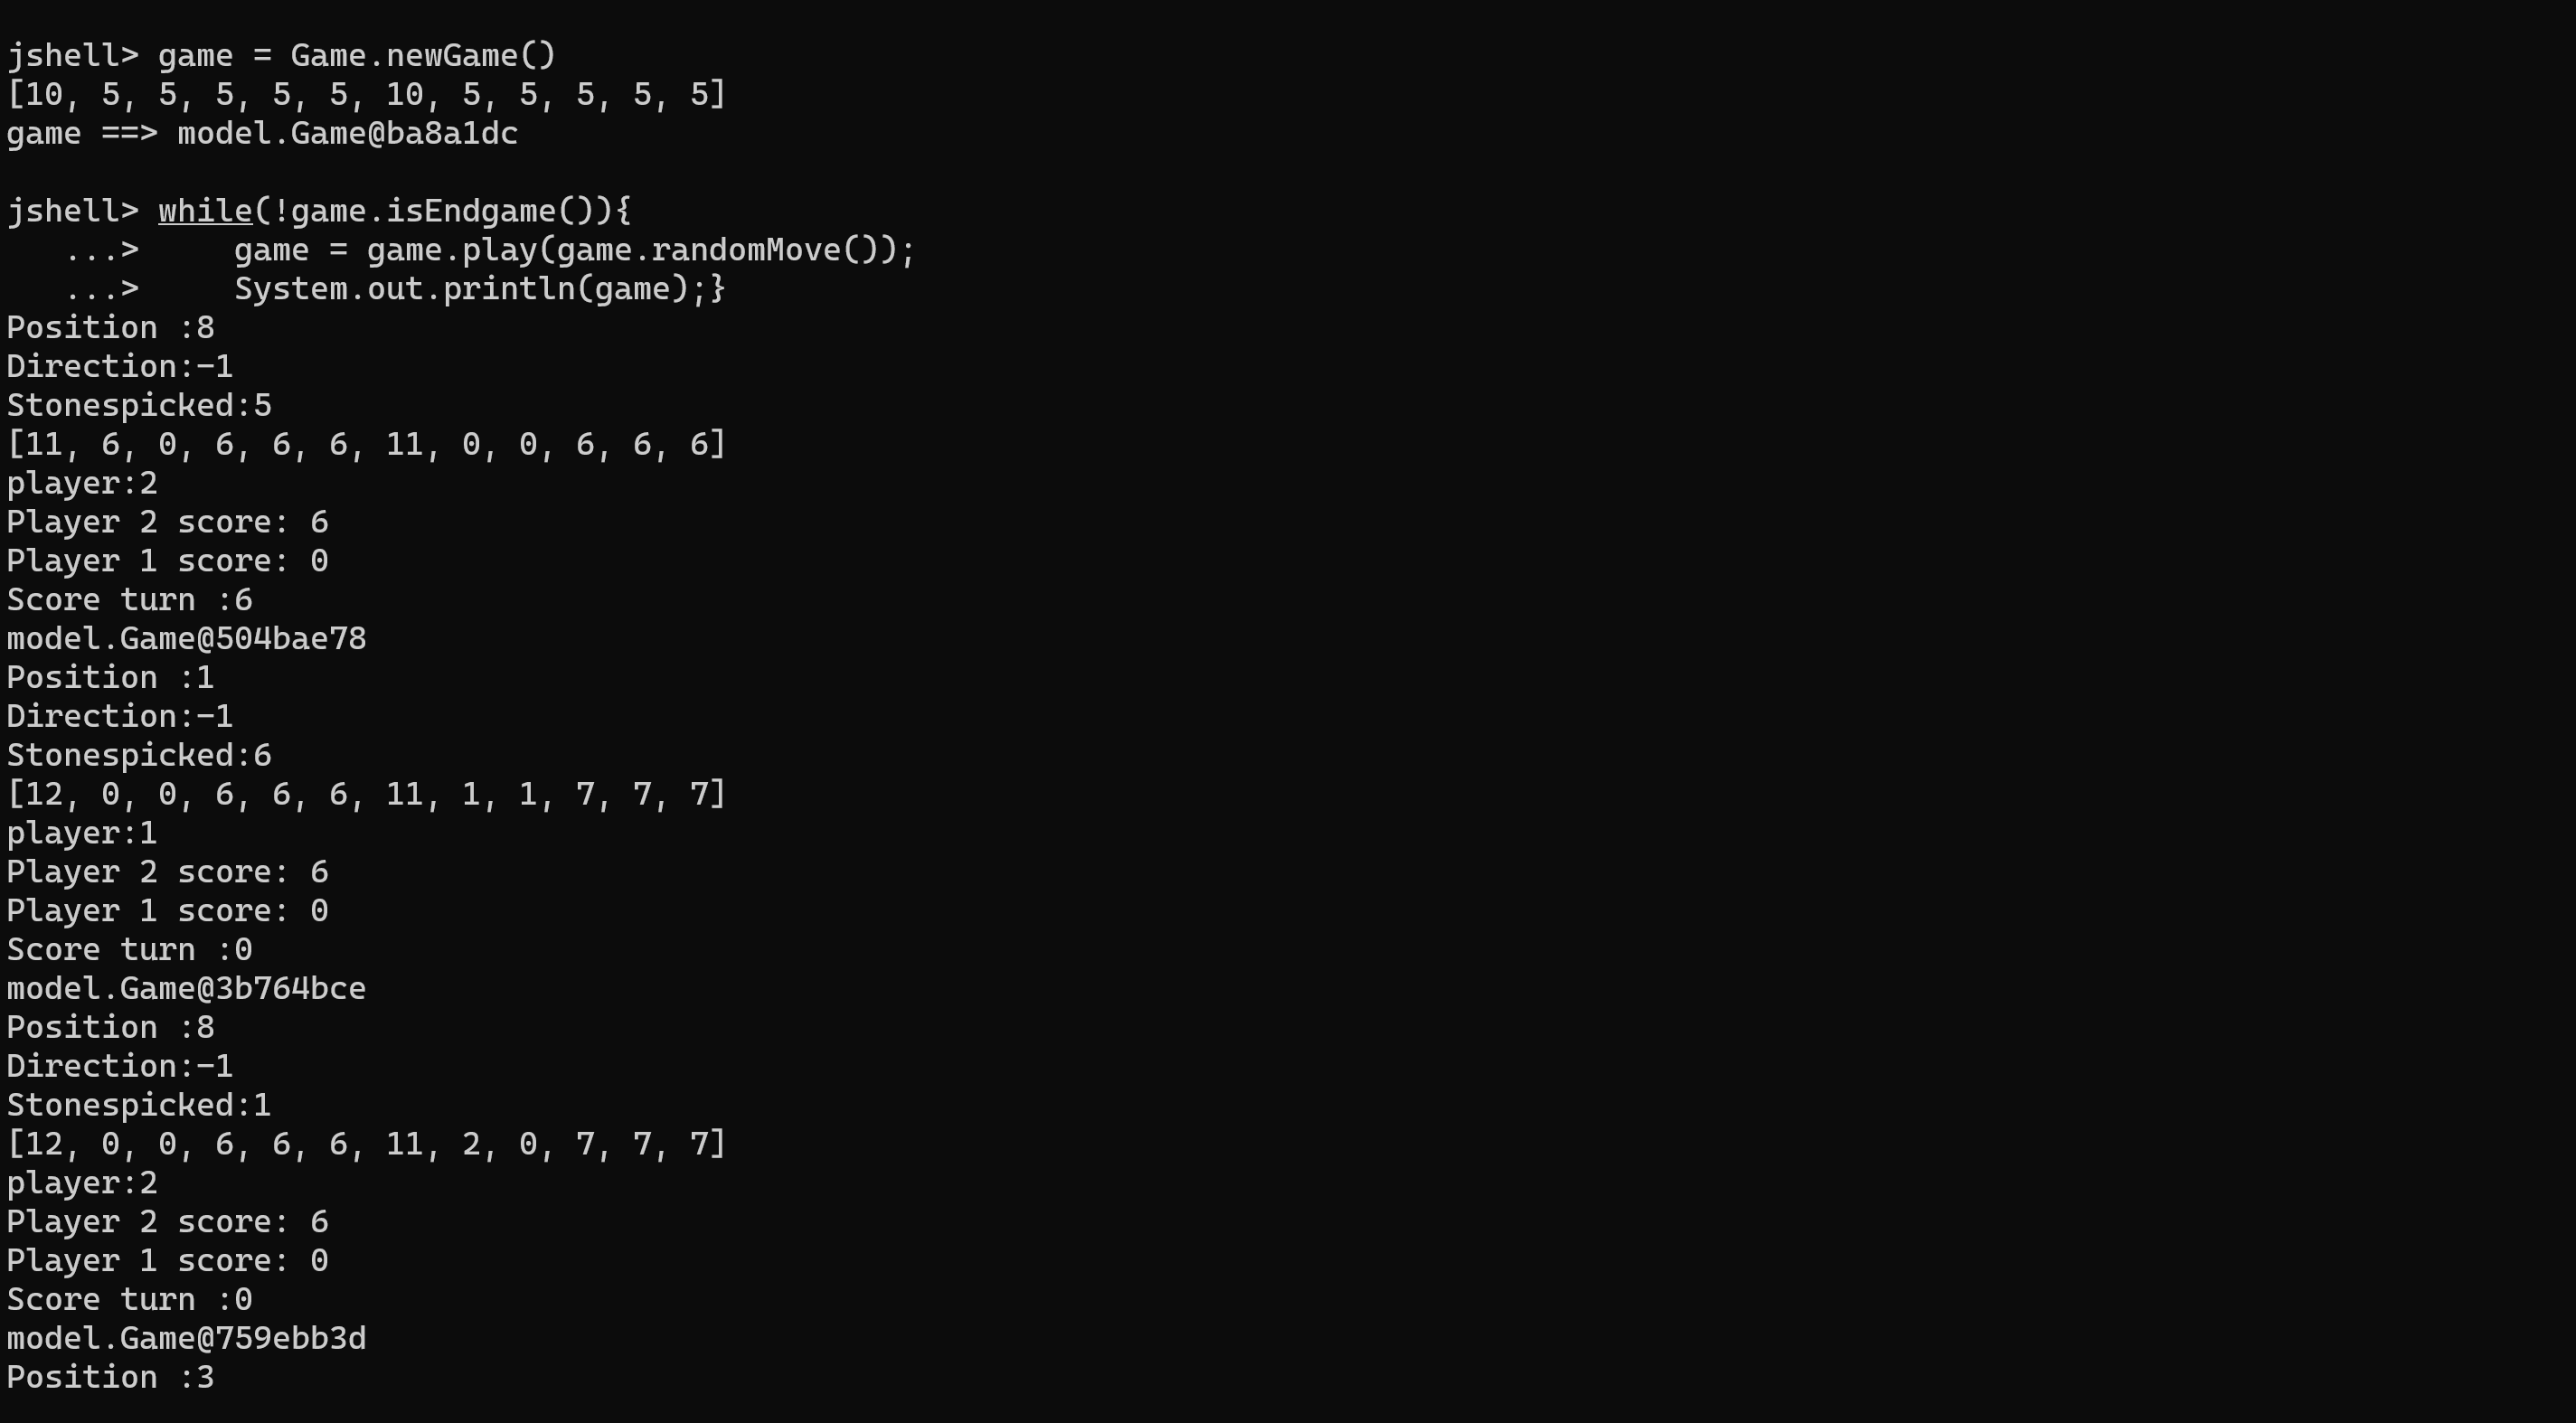 jshell> game = Game.newGame()
[10, 5, 5, 5, 5, 5, 10, 5, 5, 5, 5, 5]
game ==> model.Game@ba8a1dc
jshell> while(!game.isEndgame()){
   ...>     game = game.play(game.randomMove());
   ...>     System.out.println(game);}
Position :8
Direction:-1
Stonespicked:5
[11, 6, 0, 6, 6, 6, 11, 0, 0, 6, 6, 6]
player:2
Player 2 score: 6
Player 1 score: 0
Score turn :6
model.Game@504bae78
Position :1
Direction:-1
Stonespicked:6
[12, 0, 0, 6, 6, 6, 11, 1, 1, 7, 7, 7]
player:1
Player 2 score: 6
Player 1 score: 0
Score turn :0
model.Game@3b764bce
Position :8
Direction:-1
Stonespicked:1
[12, 0, 0, 6, 6, 6, 11, 2, 0, 7, 7, 7]
player:2
Player 2 score: 6
Player 1 score: 0
Score turn :0
model.Game@759ebb3d
Position :3